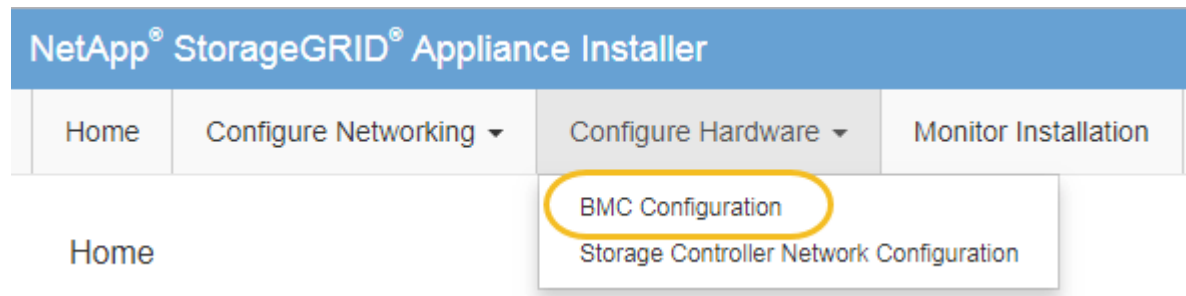 NetApp® StorageGRID® Appliance Installer
Home Configure Networking Configure Hardware Monitor Installation
BMC Configuration
Home
Storage Controller Network Configuration